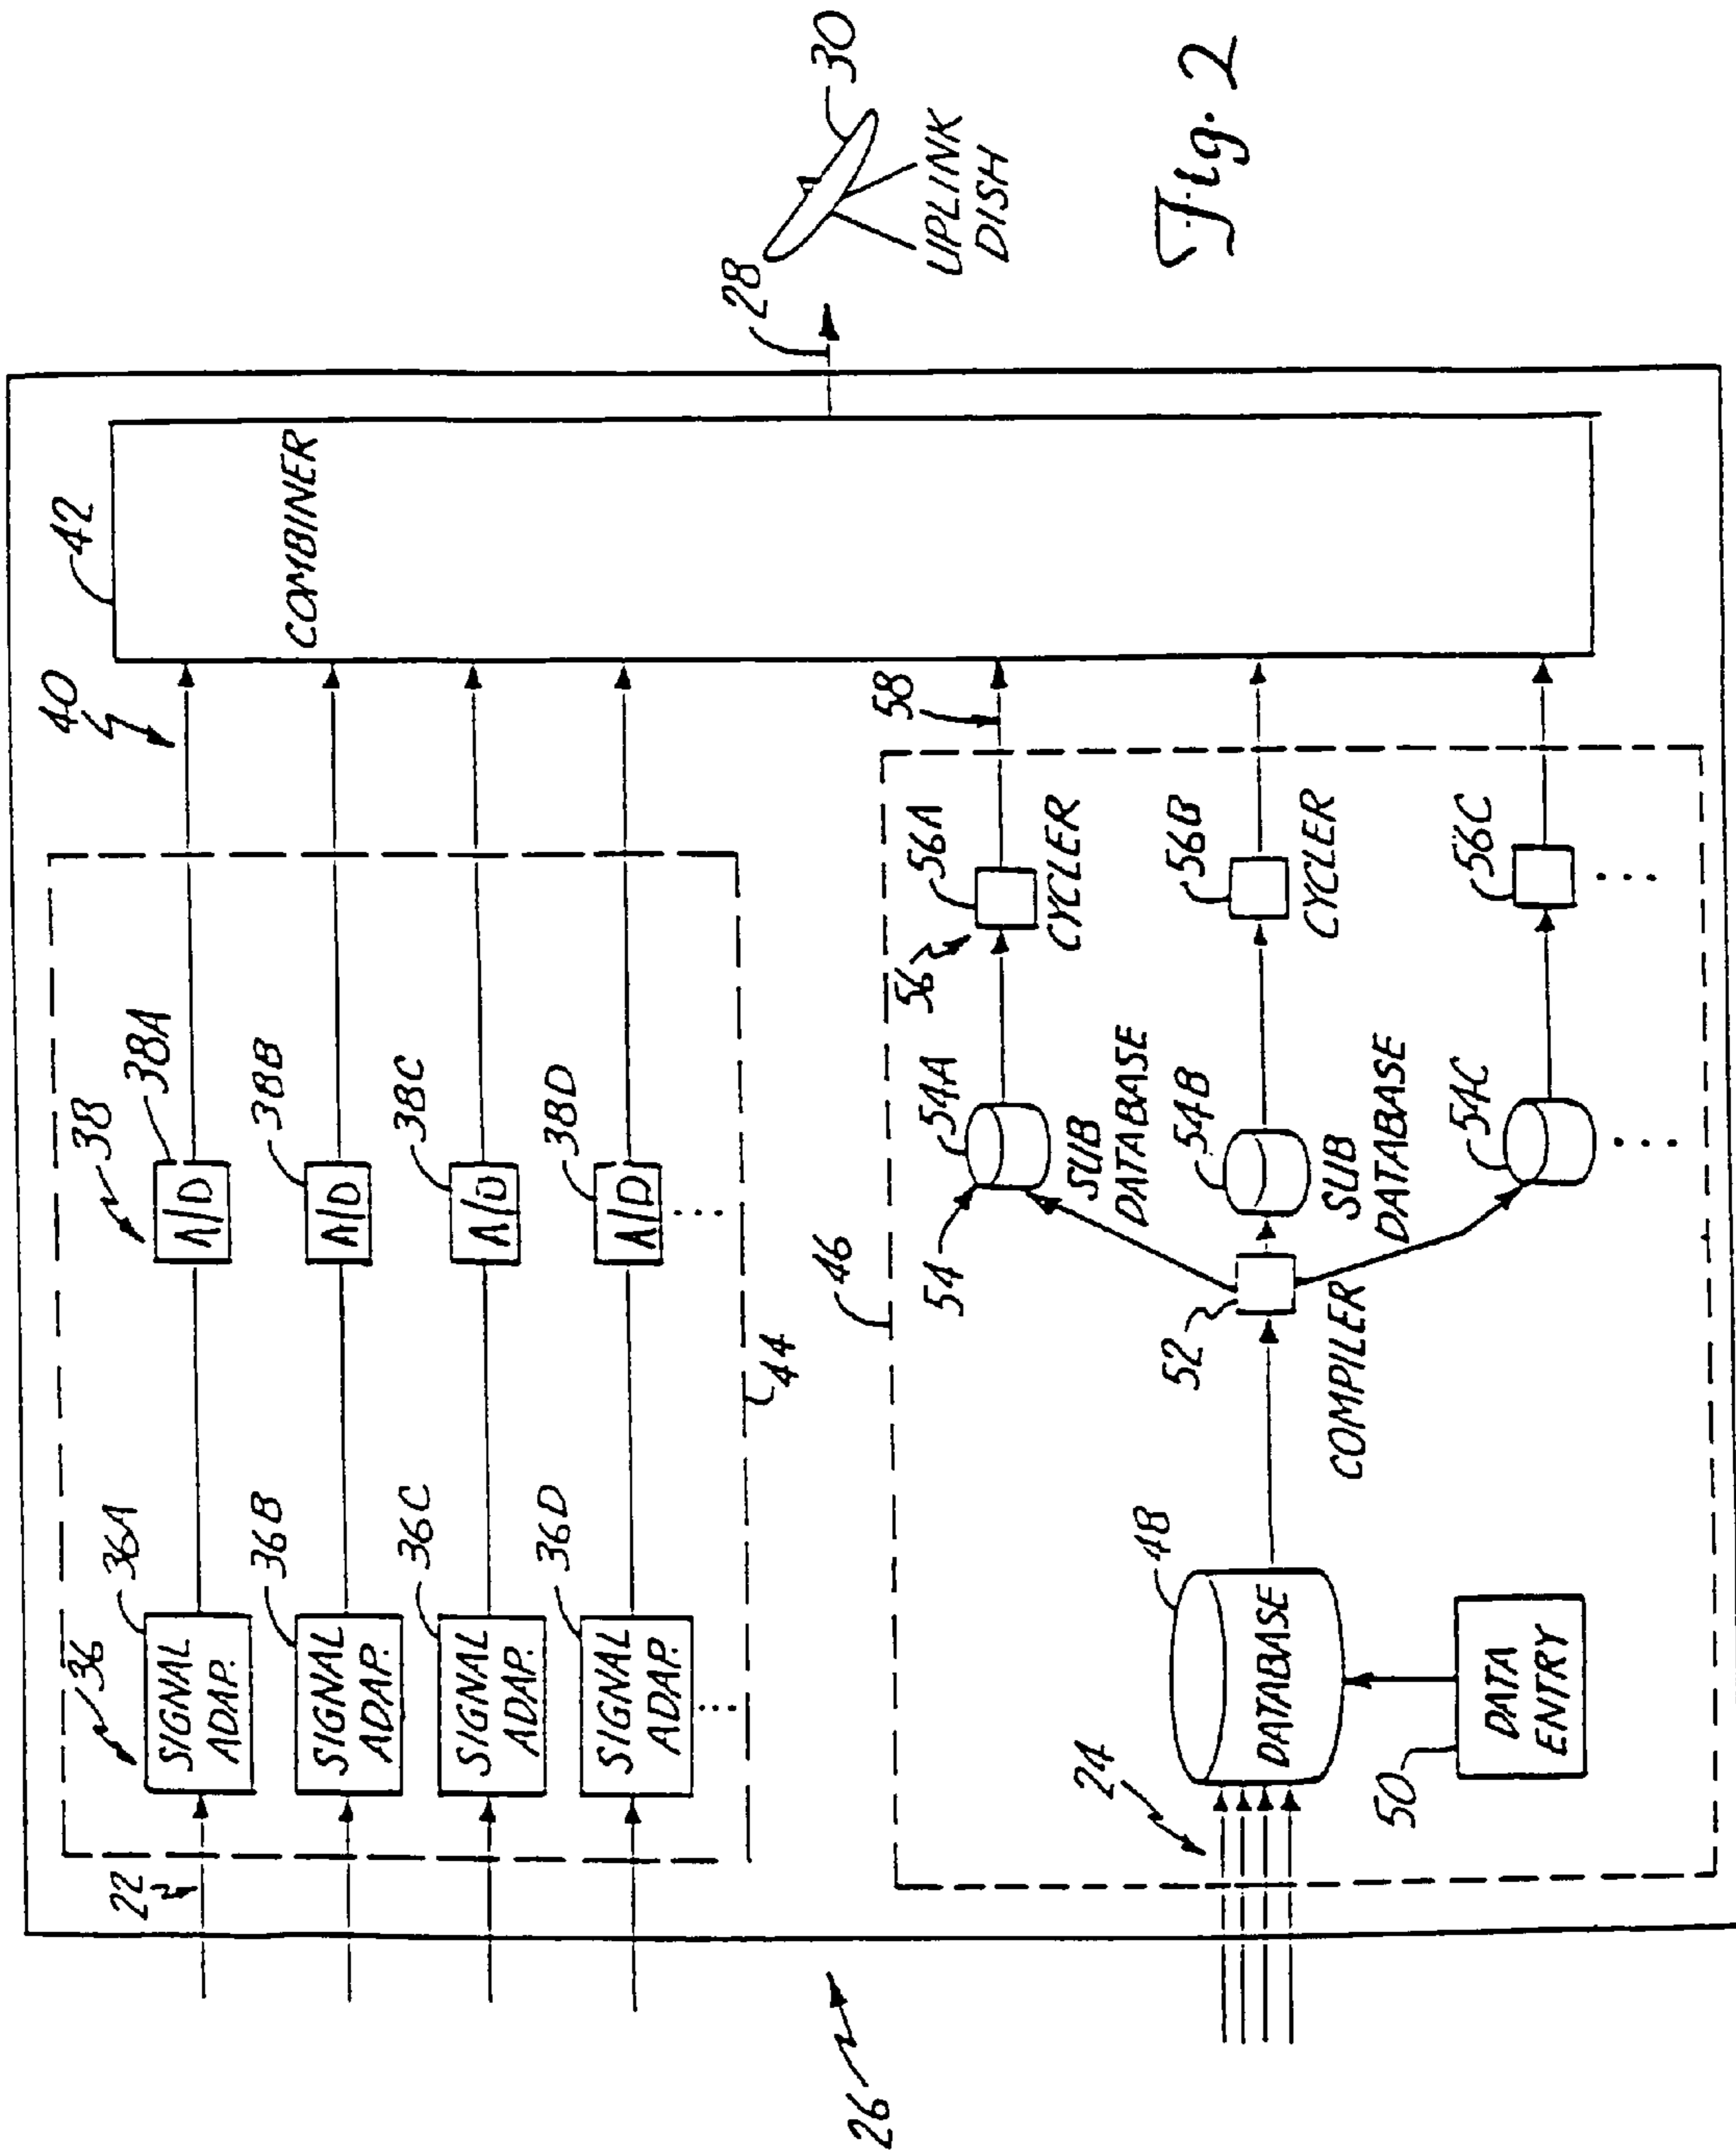 26
22
36
36A
SIGNAL
ADAP.
36B
SIGNAL
ADAP.
36C
SIGNAL
ADAP.
36D
SIGNAL
ADAP.
38
38A
A/D
38B
A/D
38C
A/D
38D
A/D
44
40
42
COMBINER
28
30
UPLINK
DISH
24
48
DATABASE
50
DATA
ENTRY
46
52
COMPILER
54
54A
SUB
DATABASE
54B
SUB
DATABASE
54C
56
56A
CYCLER
56B
CYCLER
56C
58
Fig. 2